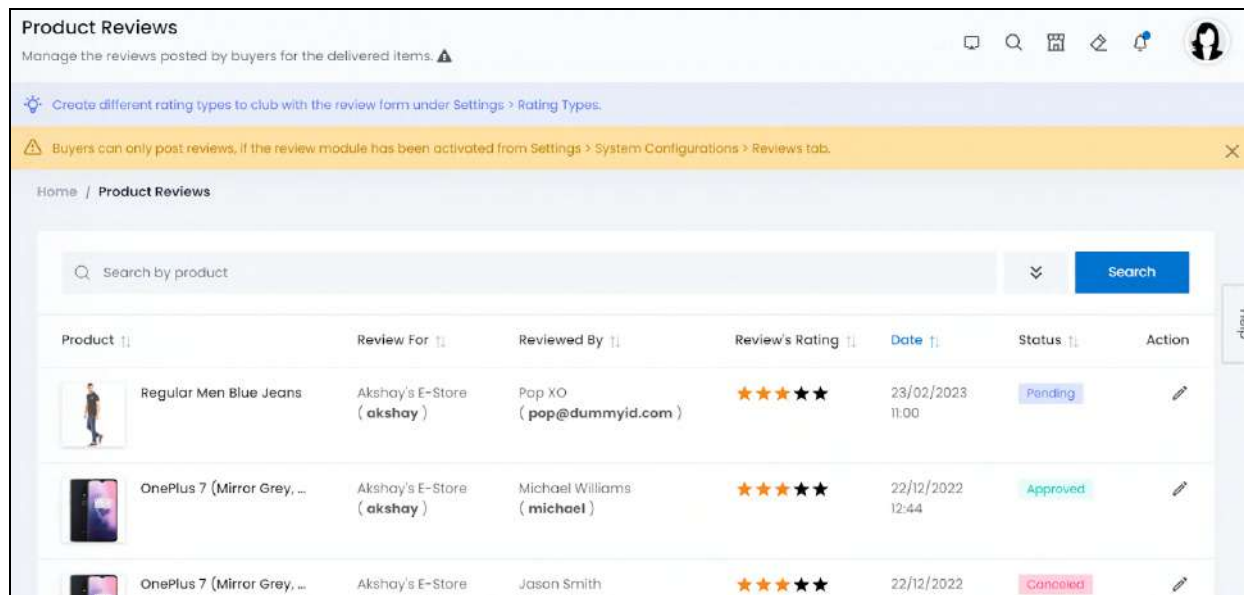 Product Reviews
Manage the reviews posted by buyers for the delivered items.
Create different rating types to club with the review form under Settings > Rating Types.
Buyers can only post reviews, if the review module has been activated from Settings > System Configurations > Reviews tab.
Home / Product Reviews
Search by product
Search
Help
Product Review For Reviewed By Review's Rating Date Status Action
Regular Men Blue Jeans Akshay's E-Store Pop XO 23/02/2023 Pending
( akshay ) ( pop@dummyid.com ) 11:00
OnePlus 7 (Mirror Grey, ... Akshay's E-Store Michael Williams 22/12/2022 Approved
( akshay ) ( michael ) 12:44
OnePlus 7 (Mirror Grey, ... Akshay's E-Store Jason Smith 22/12/2022 Canceled